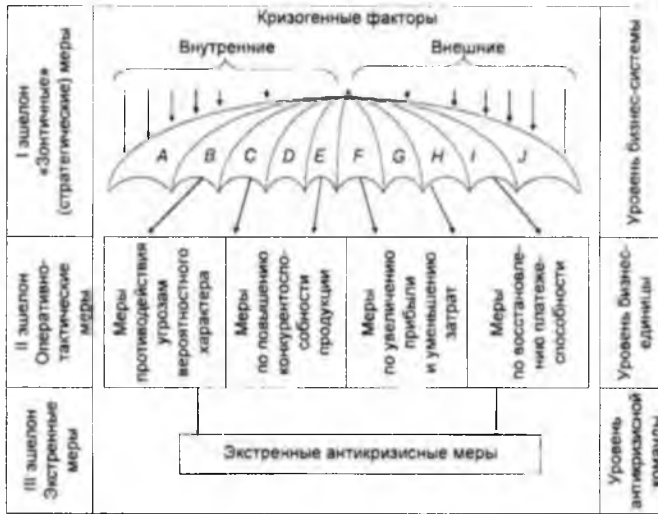 Кризогенные факторы
Внутренние
Внешние
I эшелон
«Зонтичные»
(стратегические) меры
A B C D E F G H I J
Уровень бизнес-системы
II эшелон
Оперативно-
тактические
меры
Меры
противодействия
угрозам
вероятностного
характера
Меры
по повышению
конкурентоспо-
собности
продукции
Меры
по увеличению
прибыли
и уменьшению
затрат
Меры
по восстановле-
нию платеже-
способности
Уровень бизнес-
единицы
III эшелон
Экстренные
меры
Экстренные антикризисные меры
Уровень
антикризисной
команды